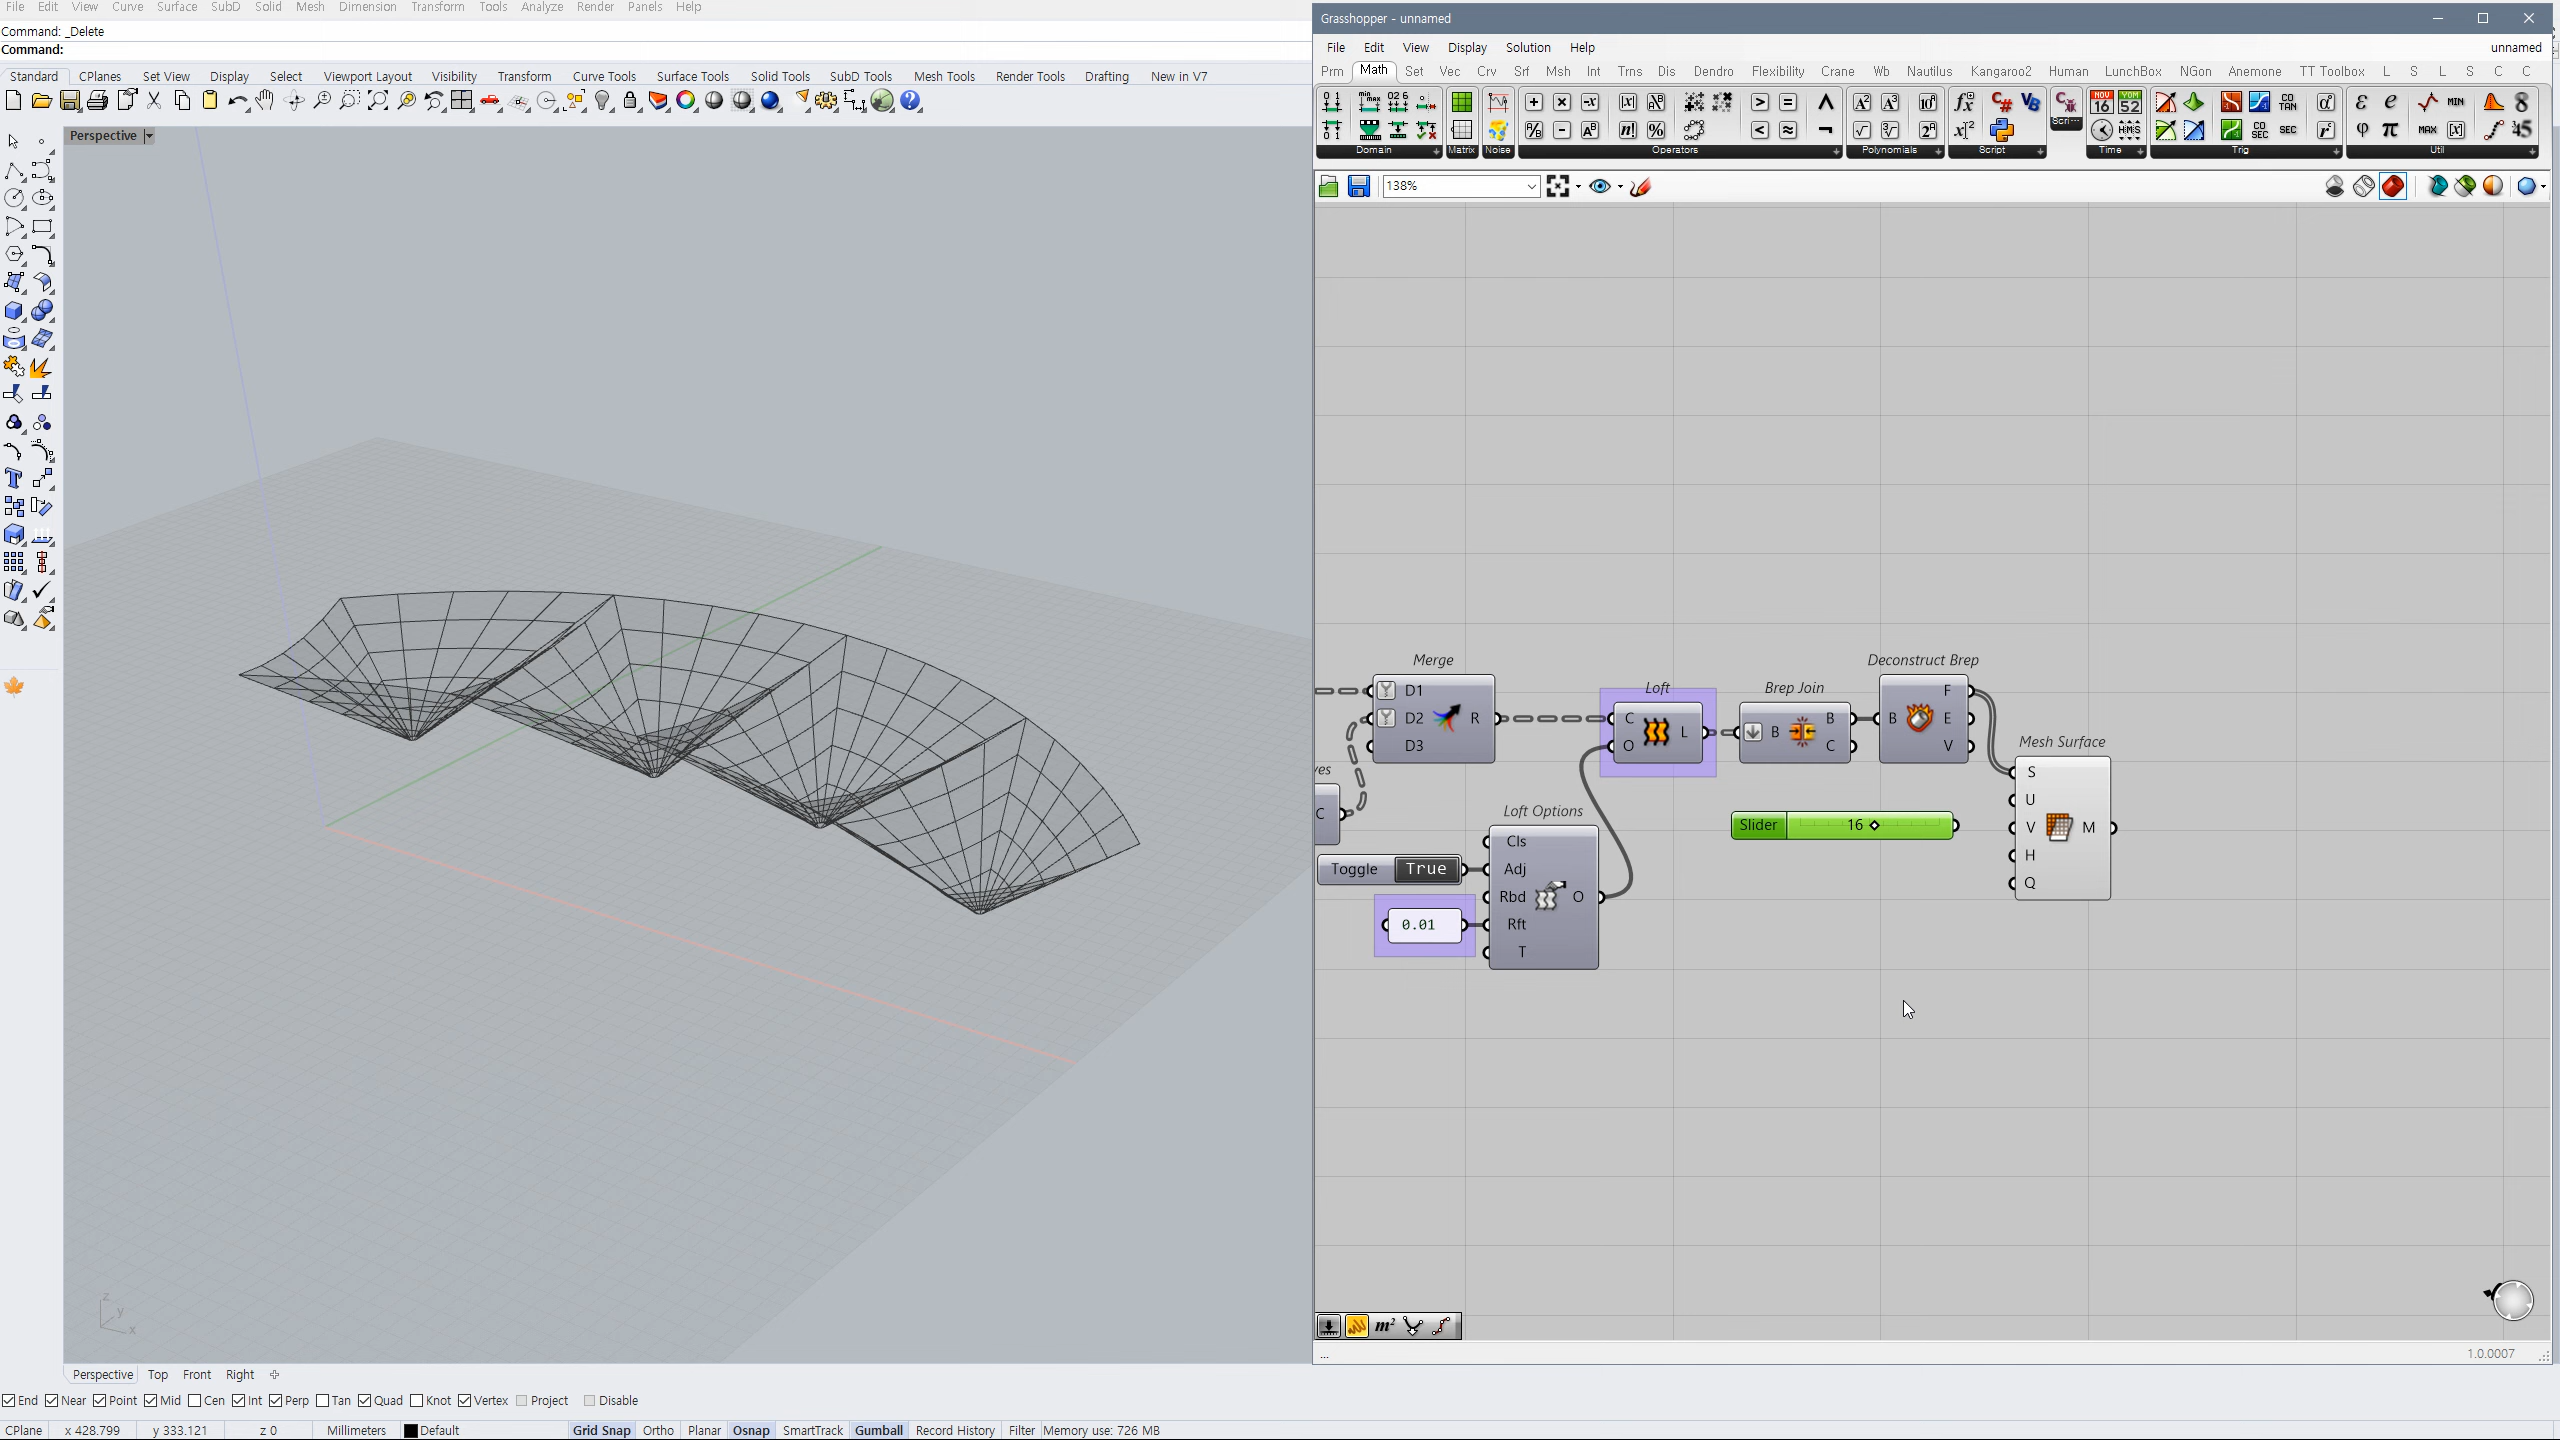 File Edit View Curve Surface SubD Solid Mesh Dimension Transform Tools Analyze Render Panels Help
Command: _Delete
Command:
Standard CPlanes Set View Display Select Viewport Layout Visibility Transform Curve Tools Surface Tools Solid Tools SubD Tools Mesh Tools Render Tools Drafting New in V7
Perspective
z
y
x
Perspective Top Front Right
End Near Point Mid Cen Int Perp Tan Quad Knot Vertex Project Disable
CPlane x 428.799 y 333.121 z 0 Millimeters Default Grid Snap Ortho Planar Osnap SmartTrack Gumball Record History Filter Memory use: 726 MB
Grasshopper - unnamed
File Edit View Display Solution Help unnamed
Prm Math Set Vec Crv Srf Msh Int Trns Dis Dendro Flexibility Crane Wb Nautilus Kangaroo2 Human LunchBox NGon Anemone TT Toolbox L S L S C C
Domain Matrix Noise Operators Polynomials Script Scri... Time Trig Util
138%
Merge
D1
D2 R
D3
ves
C
Loft
C
L
O
Brep Join
B B
C
Deconstruct Brep
F
B E
V
Mesh Surface
S
U
V M
H
Q
Slider 16
Loft Options
Cls
Adj
Rbd O
Rft
T
Toggle True
0.01
m²
...
1.0.0007